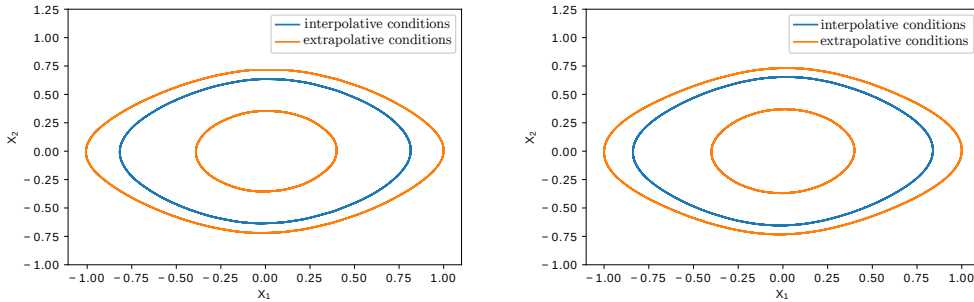 1.25
1.00
0.75
0.50
0.25
0.00
−0.25
−0.50
−0.75
−1.00
X2
interpolative conditions
extrapolative conditions
−1.00 −0.75 −0.50 −0.25 0.00 0.25 0.50 0.75 1.00
X1
1.25
1.00
0.75
0.50
0.25
0.00
−0.25
−0.50
−0.75
−1.00
X2
interpolative conditions
extrapolative conditions
−1.00 −0.75 −0.50 −0.25 0.00 0.25 0.50 0.75 1.00
X1